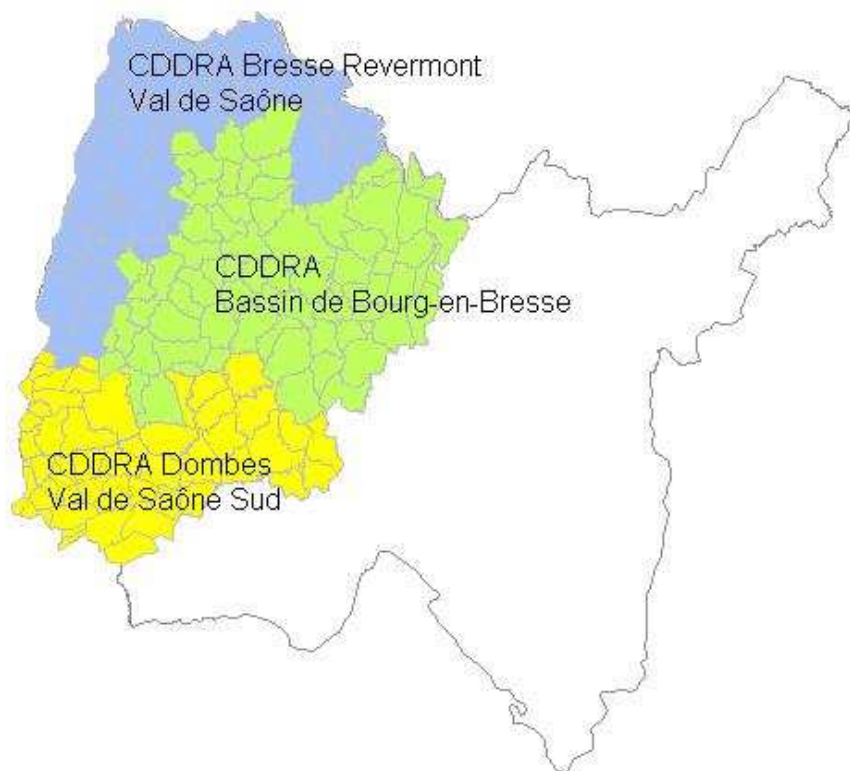 CDDRA Bresse Revermont
Val de Saône
CDDRA
Bassin de Bourg-en-Bresse
CDDRA Dombes
Val de Saône Sud